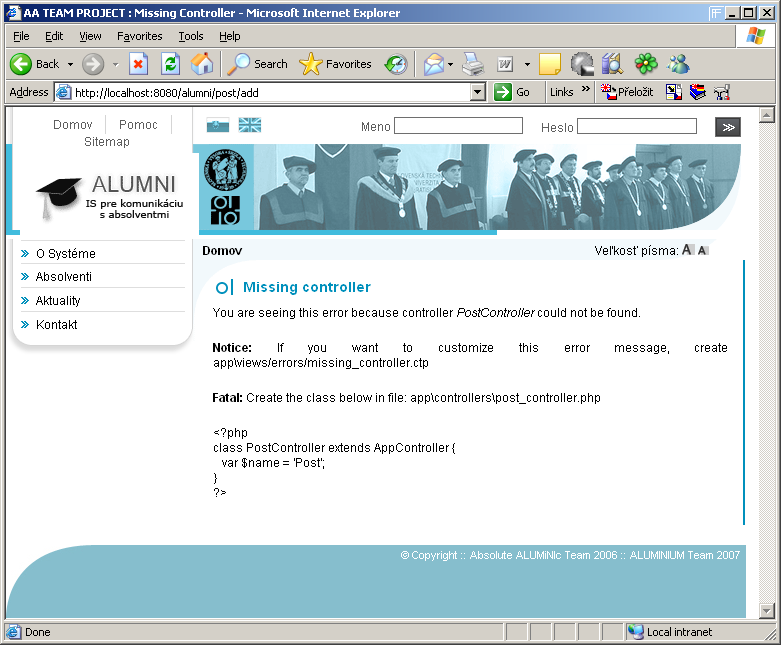 AA TEAM PROJECT : Missing Controller - Microsoft Internet Explorer
File Edit View Favorites Tools Help
Back Search Favorites
Address http://localhost:8080/alumni/post/add Go Links » Preložit
Domov Pomoc
Sitemap
Meno Heslo >>
ALUMNI
IS pre komunikáciu
s absolventmi
O Systéme
Absolventi
Aktuality
Kontakt
Domov Veľkosť písma: A A
Missing controller
You are seeing this error because controller PostController could not be found.
Notice: If you want to customize this error message, create
app\views/errors/missing_controller.ctp
Fatal: Create the class below in file: app\controllers\post_controller.php
<?php
class PostController extends AppController {
var $name = 'Post';
}
?>
© Copyright :: Absolute ALUMiNIc Team 2006 :: ALUMINIUM Team 2007
Done Local intranet